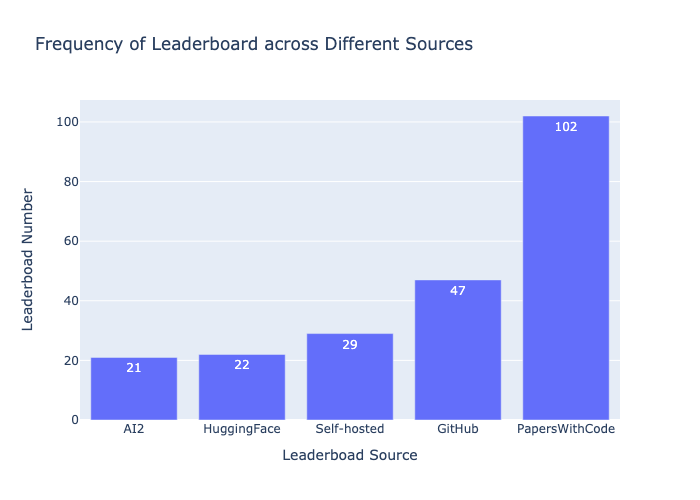 Frequency of Leaderboard across Different Sources
100
80
60
40
20
0
Leaderboad Number
21
22
29
47
102
AI2
HuggingFace
Self-hosted
GitHub
PapersWithCode
Leaderboad Source